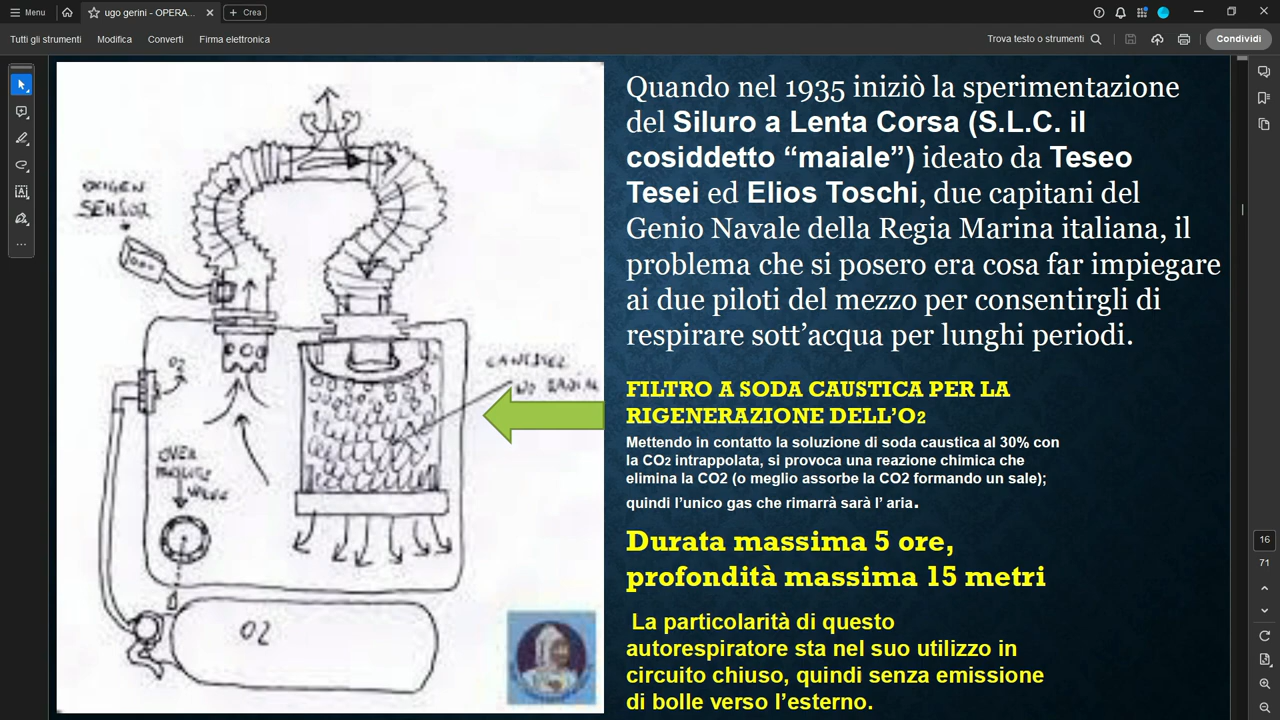 Menu
ugo gerini - OPERA...
Crea
Tutti gli strumenti
Modifica
Converti
Firma elettronica
Trova testo o strumenti
Condividi
OXIGEN
SENSOR
O2
OVER
O2
Quando nel 1935 iniziò la sperimentazione
del Siluro a Lenta Corsa (S.L.C. il
cosiddetto “maiale”) ideato da Teseo
Tesei ed Elios Toschi, due capitani del
Genio Navale della Regia Marina italiana, il
problema che si posero era cosa far impiegare
ai due piloti del mezzo per consentirgli di
respirare sott’acqua per lunghi periodi.
FILTRO A SODA CAUSTICA PER LA
RIGENERAZIONE DELL’O2
Mettendo in contatto la soluzione di soda caustica al 30% con
la CO2 intrappolata, si provoca una reazione chimica che
elimina la CO2 (o meglio assorbe la CO2 formando un sale);
quindi l’unico gas che rimarrà sarà l’ aria.
Durata massima 5 ore,
profondità massima 15 metri
La particolarità di questo
autorespiratore sta nel suo utilizzo in
circuito chiuso, quindi senza emissione
di bolle verso l’esterno.
16
71